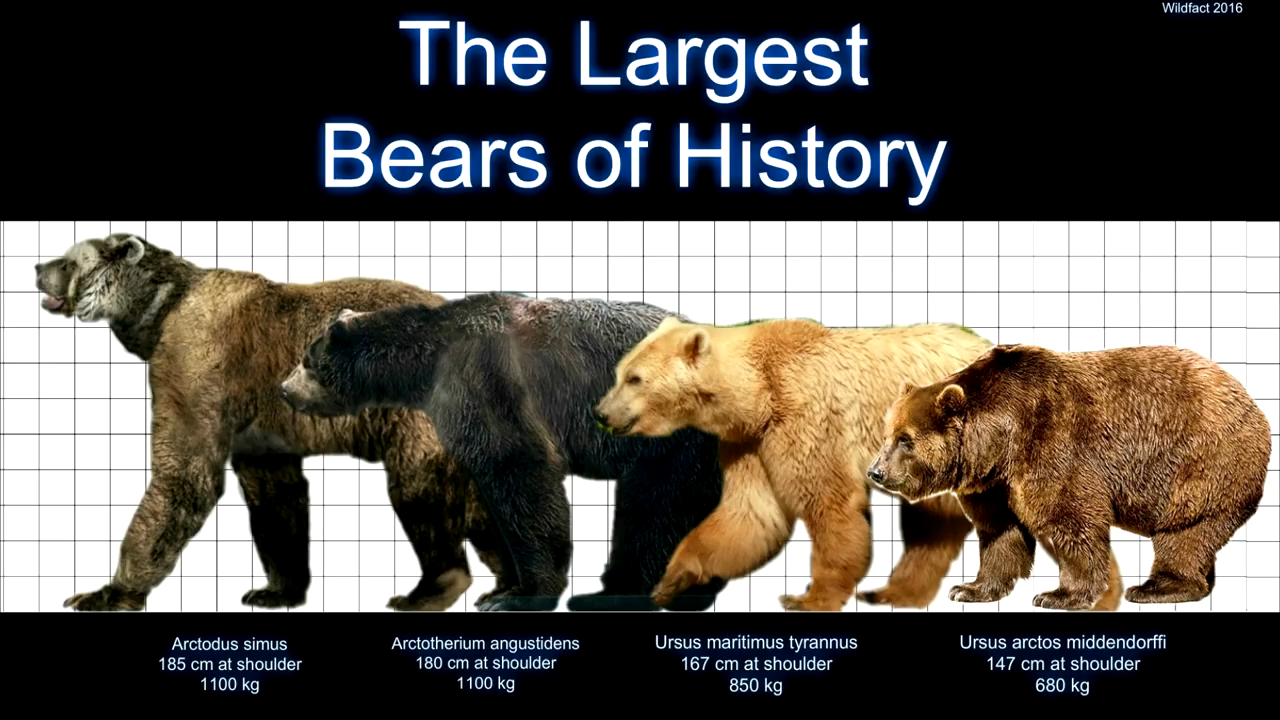 Wildfact 2016
The Largest
Bears of History
Arctodus simus
185 cm at shoulder
1100 kg
Arctotherium angustidens
180 cm at shoulder
1100 kg
Ursus maritimus tyrannus
167 cm at shoulder
850 kg
Ursus arctos middendorffi
147 cm at shoulder
680 kg